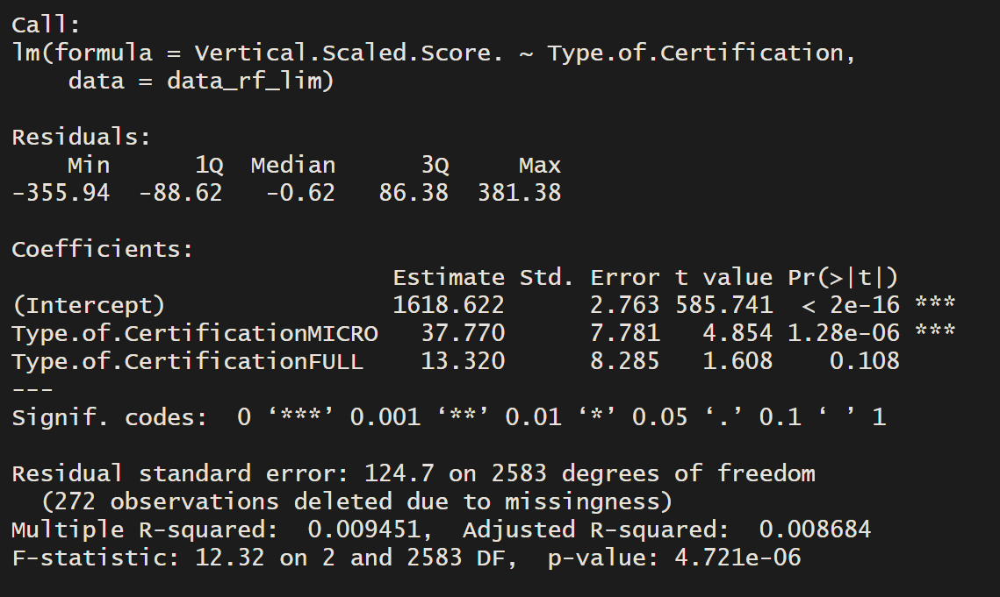 Call:
lm(formula = Vertical.Scaled.Score. ~ Type.of.Certification,
    data = data_rf_lim)

Residuals:
    Min      1Q  Median      3Q     Max
-355.94  -88.62   -0.62   86.38  381.38

Coefficients:
                           Estimate Std. Error t value Pr(>|t|)
(Intercept)                1618.622      2.763 585.741  < 2e-16 ***
Type.of.CertificationMICRO   37.770      7.781   4.854 1.28e-06 ***
Type.of.CertificationFULL    13.320      8.285   1.608    0.108
---
Signif. codes:  0 ‘***’ 0.001 ‘**’ 0.01 ‘*’ 0.05 ‘.’ 0.1 ‘ ’ 1

Residual standard error: 124.7 on 2583 degrees of freedom
  (272 observations deleted due to missingness)
Multiple R-squared:  0.009451,	Adjusted R-squared:  0.008684
F-statistic: 12.32 on 2 and 2583 DF,  p-value: 4.721e-06